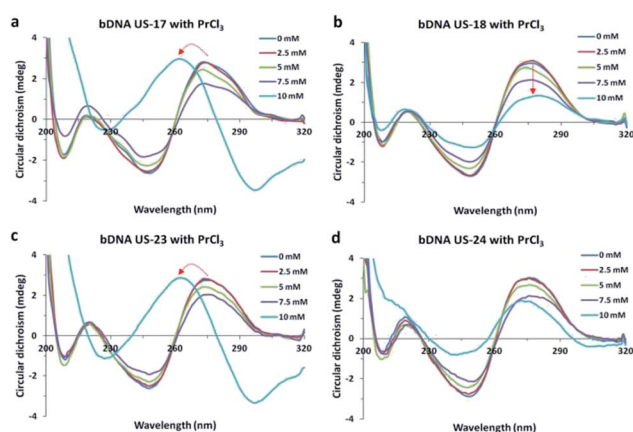 a
bDNA US-17 with PrCl3
Circular dichroism (mdeg)
4
2
0
-2
-4
200
230
260
290
320
Wavelength (nm)
0 mM
2.5 mM
5 mM
7.5 mM
10 mM
b
bDNA US-18 with PrCl3
Circular dichroism (mdeg)
4
2
0
-2
-4
200
230
260
290
320
Wavelength (nm)
0 mM
2.5 mM
5 mM
7.5 mM
10 mM
c
bDNA US-23 with PrCl3
Circular dichroism (mdeg)
4
2
0
-2
-4
200
230
260
290
320
Wavelength (nm)
0 mM
2.5 mM
5 mM
7.5 mM
10 mM
d
bDNA US-24 with PrCl3
Circular dichroism (mdeg)
4
2
0
-2
-4
200
230
260
290
320
Wavelength (nm)
0 mM
2.5 mM
5 mM
7.5 mM
10 mM